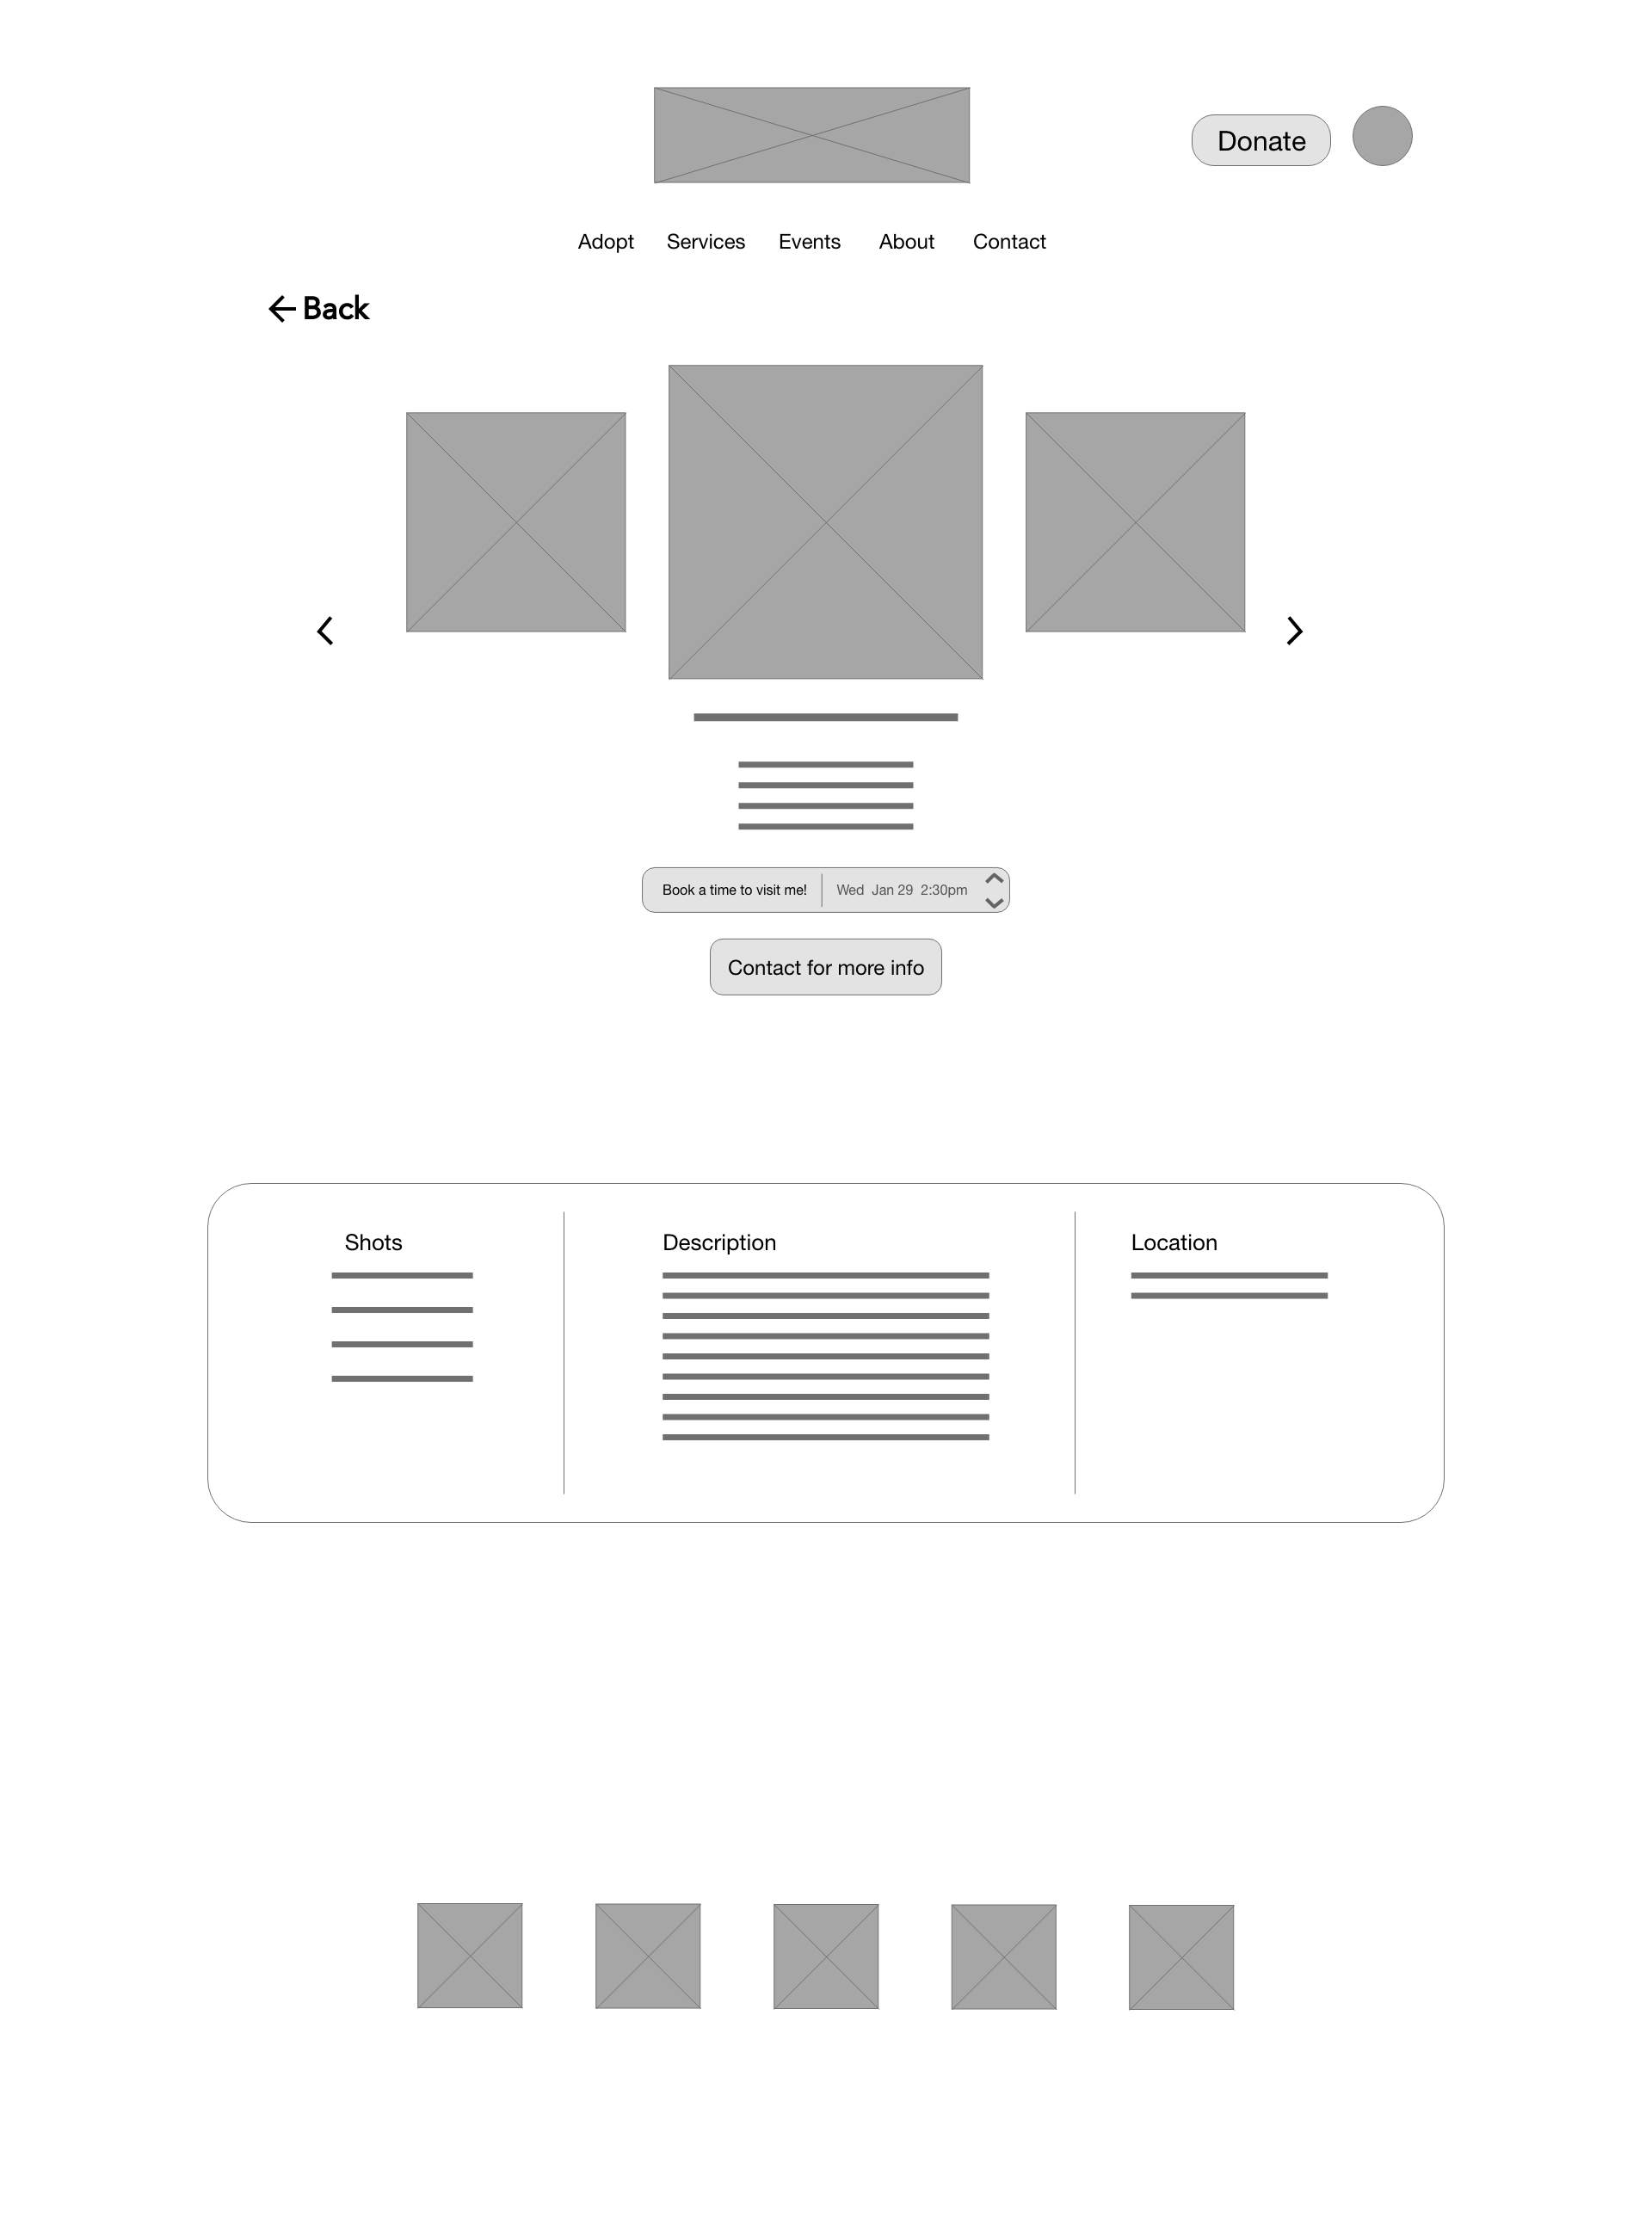 Donate
Adopt Services Events About Contact
Back
Book a time to visit me! Wed Jan 29 2:30pm
Contact for more info
Shots Description Location